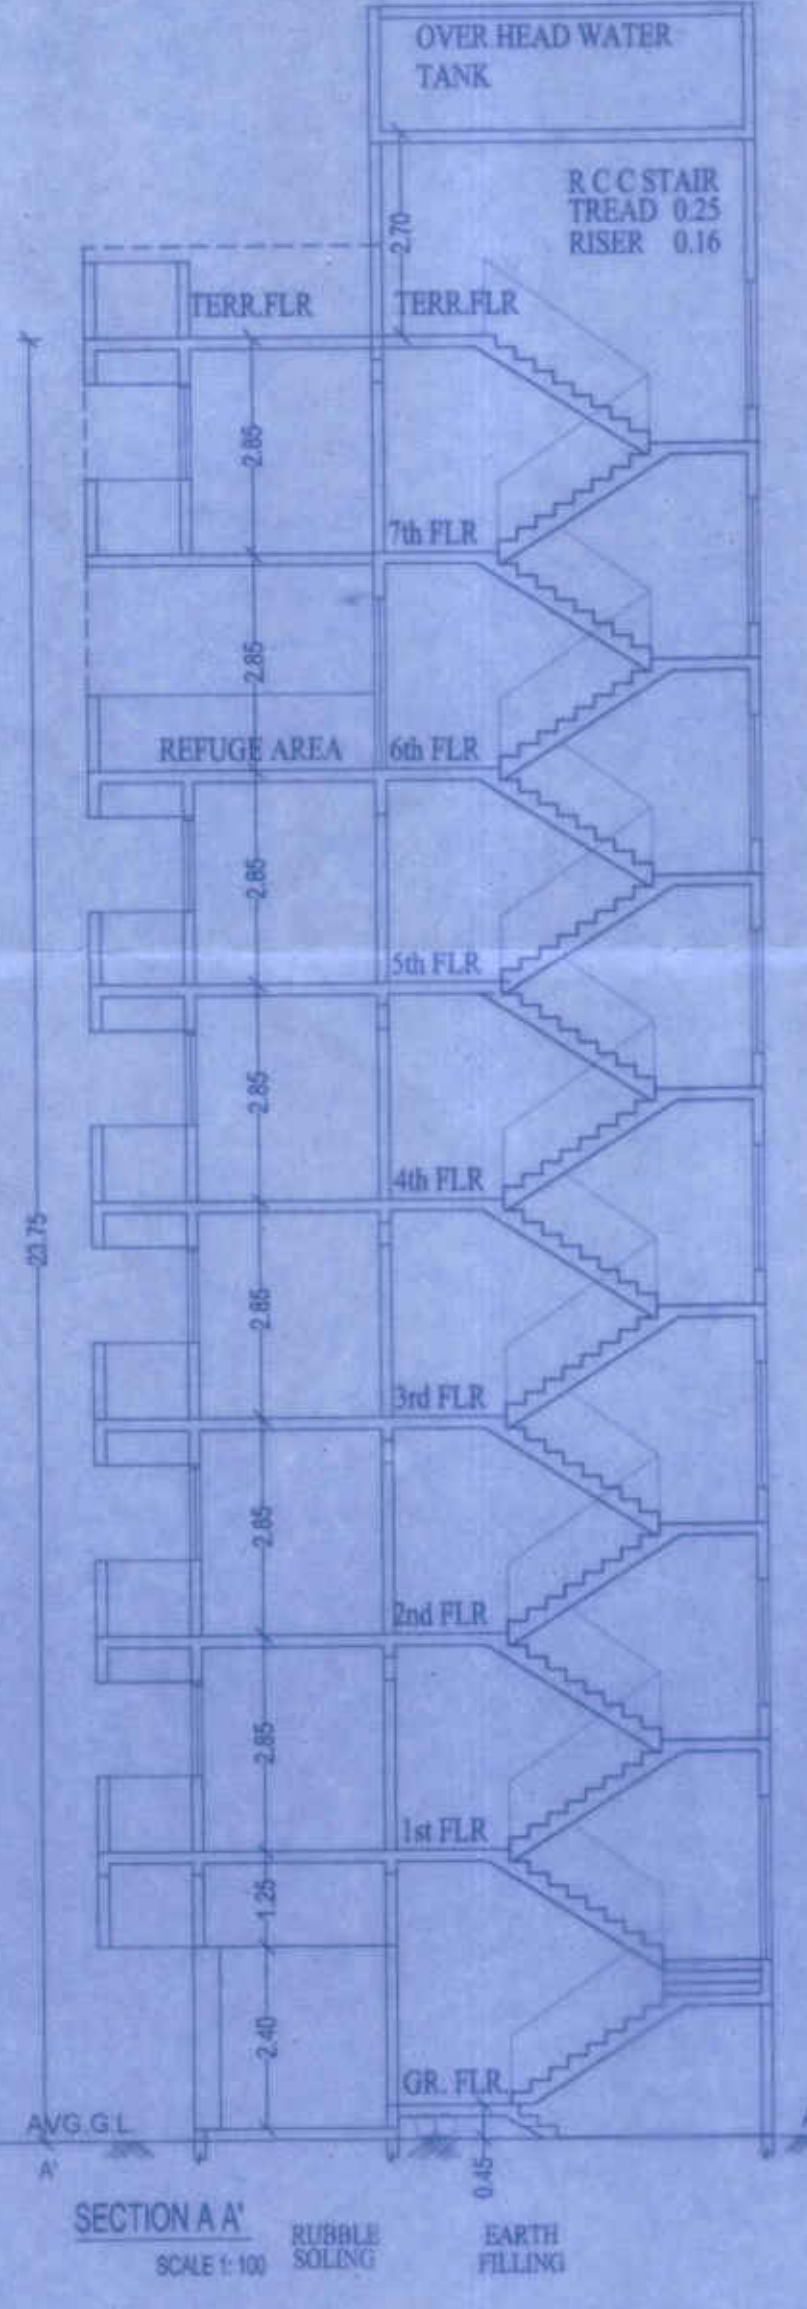 OVER HEAD WATER
TANK
R C C STAIR
TREAD 0.25
RISER 0.16
2.70
TERR.FLR
TERR.FLR
2.85
7th FLR
2.85
REFUGE AREA
6th FLR
2.85
5th FLR
2.85
4th FLR
23.75
2.85
3rd FLR
2.85
2nd FLR
2.85
1st FLR
1.25
2.40
GR. FLR
AVG.G L
A'
0.45
SECTION A A'
SCALE 1: 100
RUBBLE
SOLING
EARTH
FILLING